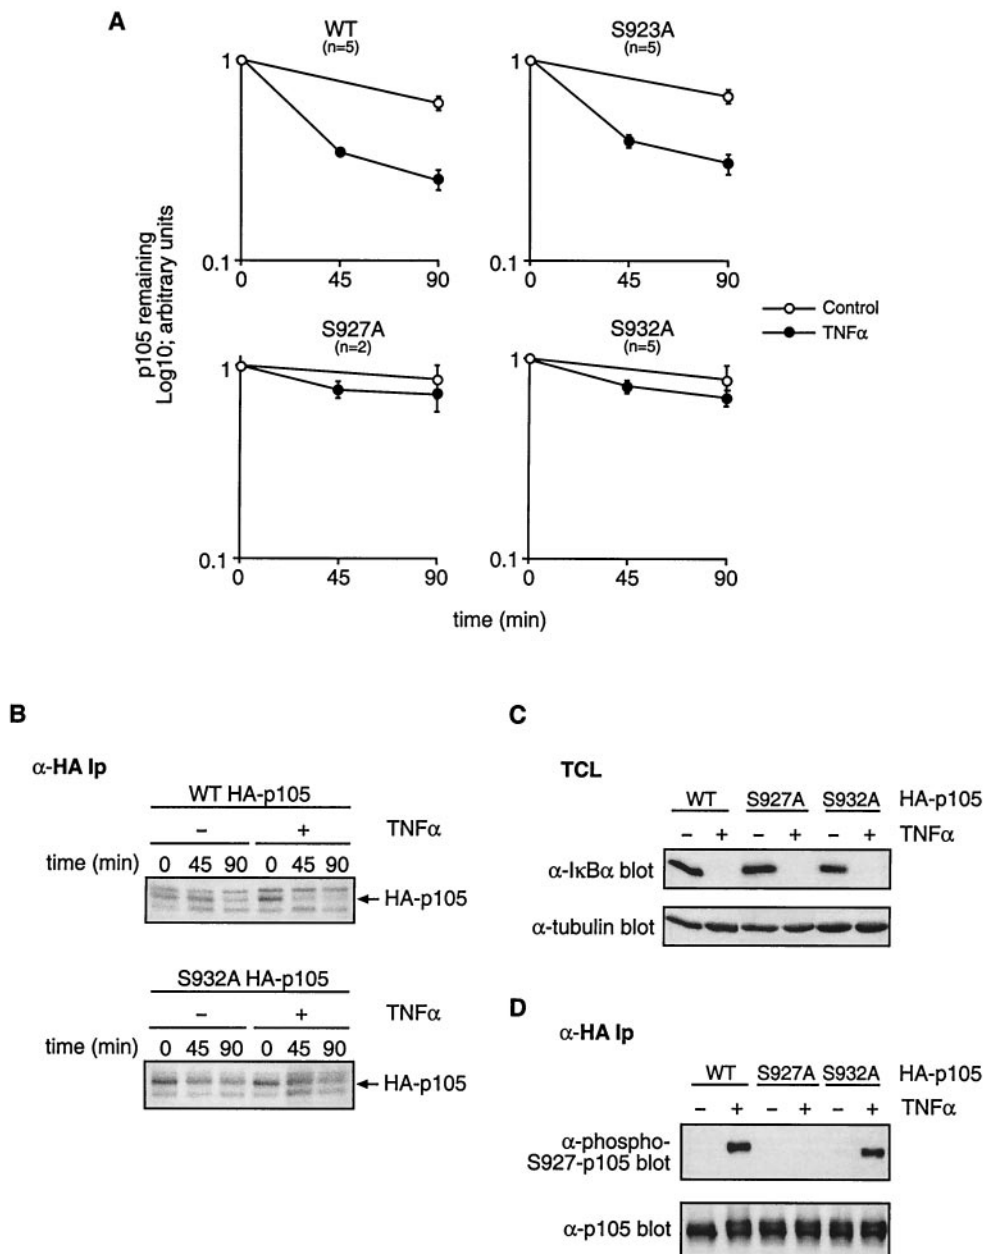 A
WT
(n=5)
S923A
(n=5)
1
1
0.1
0.1
0 45 90
0 45 90
p105 remaining
Log10; arbitrary units
Control
TNFα
S927A
(n=2)
S932A
(n=5)
1
1
0.1
0.1
0 45 90
0 45 90
time (min)
B
α-HA Ip
WT HA-p105
– + TNFα
time (min) 0 45 90 0 45 90
HA-p105
S932A HA-p105
– + TNFα
time (min) 0 45 90 0 45 90
HA-p105
C
TCL
WT S927A S932A HA-p105
– + – + – + TNFα
α-IκBα blot
α-tubulin blot
D
α-HA Ip
WT S927A S932A HA-p105
– + – + – + TNFα
α-phospho-
S927-p105 blot
α-p105 blot